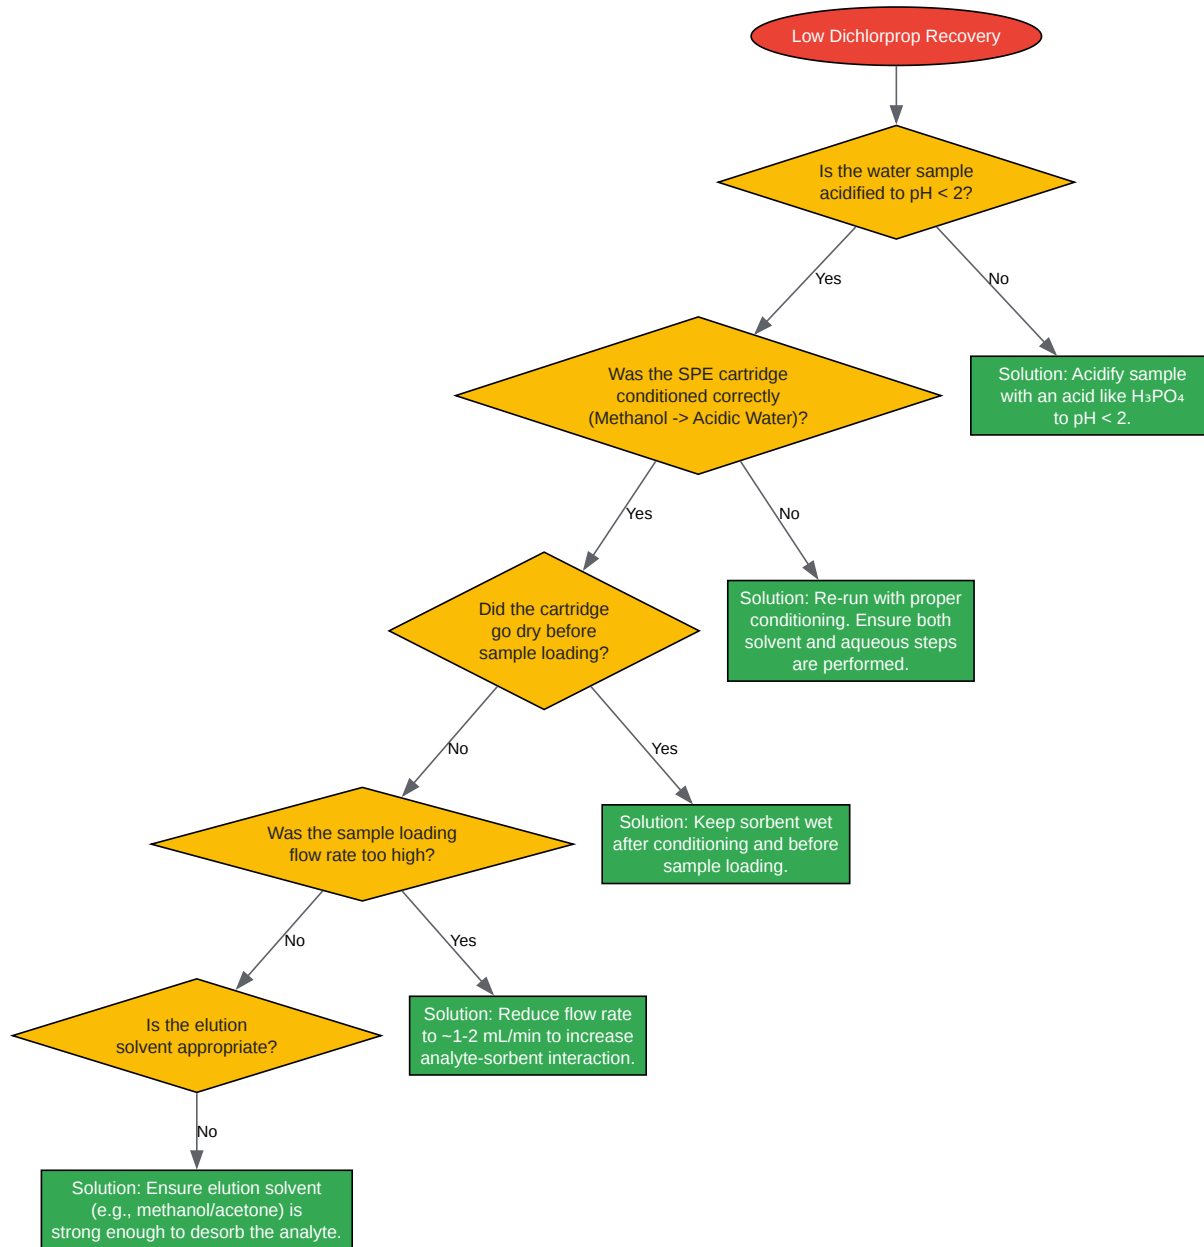 Low Dichlorprop Recovery
Is the water sample
acidified to pH < 2?
Yes
No
Was the SPE cartridge
conditioned correctly
(Methanol -> Acidic Water)?
Solution: Acidify sample
with an acid like H₃PO₄
to pH < 2.
Yes
No
Did the cartridge
go dry before
sample loading?
Solution: Re-run with proper
conditioning. Ensure both
solvent and aqueous steps
are performed.
No
Yes
Was the sample loading
flow rate too high?
Solution: Keep sorbent wet
after conditioning and before
sample loading.
No
Yes
Is the elution
solvent appropriate?
Solution: Reduce flow rate
to ~1-2 mL/min to increase
analyte-sorbent interaction.
No
Solution: Ensure elution solvent
(e.g., methanol/acetone) is
strong enough to desorb the analyte.